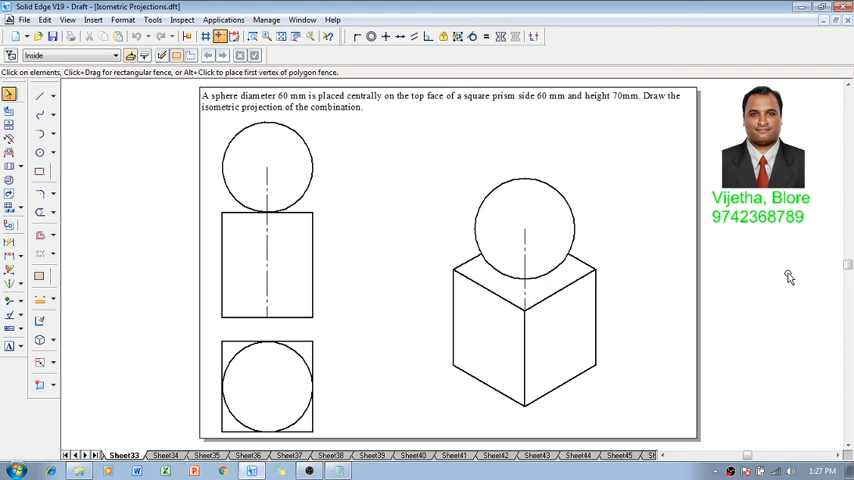 Solid Edge V19 - Draft - [Isometric Projections.dft]
File Edit View Insert Format Tools Inspect Applications Manage Window Help
Inside
Click on elements, Click+Drag for rectangular fence, or Alt+Click to place first vertex of polygon fence.
A sphere diameter 60 mm is placed centrally on the top face of a square prism side 60 mm and height 70mm. Draw the
isometric projection of the combination.
Vijetha, Blore
9742368789
Sheet33 Sheet34 Sheet35 Sheet36 Sheet37 Sheet38 Sheet39 Sheet40 Sheet41 Sheet42 Sheet43 Sheet44 Sheet45 Sh
1:27 PM